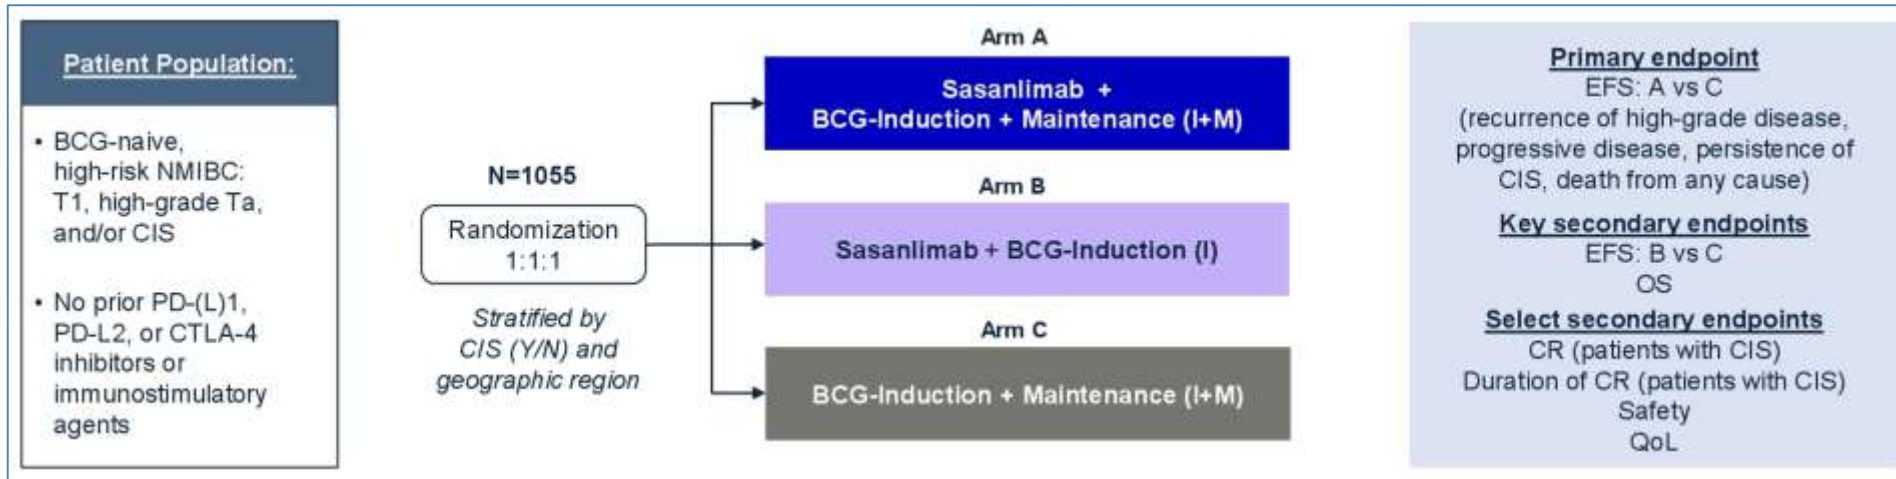 Patient Population:
• BCG-naive,
high-risk NMIBC:
T1, high-grade Ta,
and/or CIS
• No prior PD-(L)1,
PD-L2, or CTLA-4
inhibitors or
immunostimulatory
agents
N=1055
Randomization
1:1:1
Stratified by
CIS (Y/N) and
geographic region
Arm A
Sasanlimab +
BCG-Induction + Maintenance (I+M)
Arm B
Sasanlimab + BCG-Induction (I)
Arm C
BCG-Induction + Maintenance (I+M)
Primary endpoint
EFS: A vs C
(recurrence of high-grade disease,
progressive disease, persistence of
CIS, death from any cause)
Key secondary endpoints
EFS: B vs C
OS
Select secondary endpoints
CR (patients with CIS)
Duration of CR (patients with CIS)
Safety
QoL